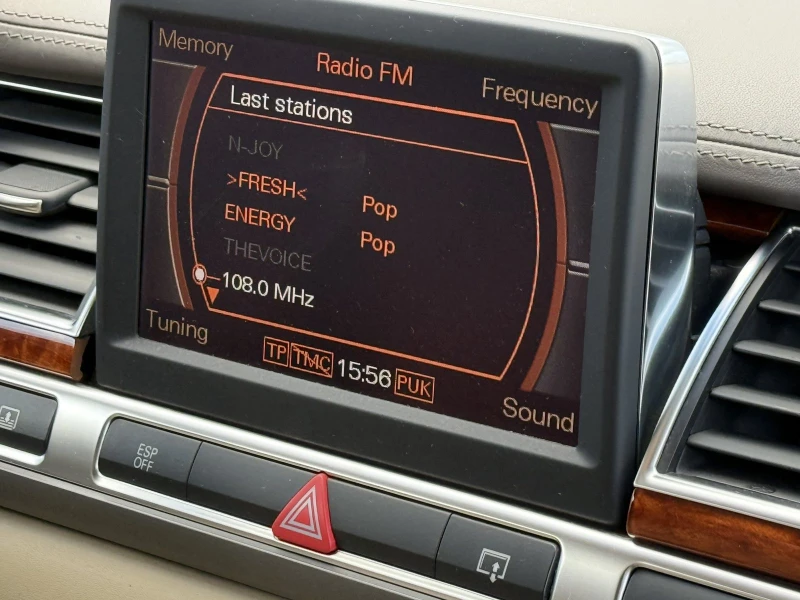 Memory
Radio FM
Frequency
Last stations
N-JOY
>FRESH< Pop
ENERGY Pop
THEVOICE
108.0 MHz
Tuning
TP TMC 15:56 PUK
Sound
ESP
OFF